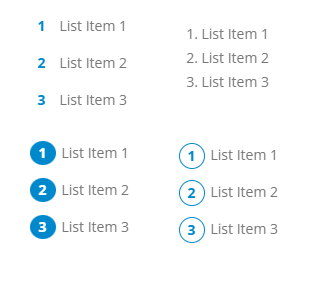 1 List Item 1
2 List Item 2
3 List Item 3
1. List Item 1
2. List Item 2
3. List Item 3
1 List Item 1
2 List Item 2
3 List Item 3
1 List Item 1
2 List Item 2
3 List Item 3